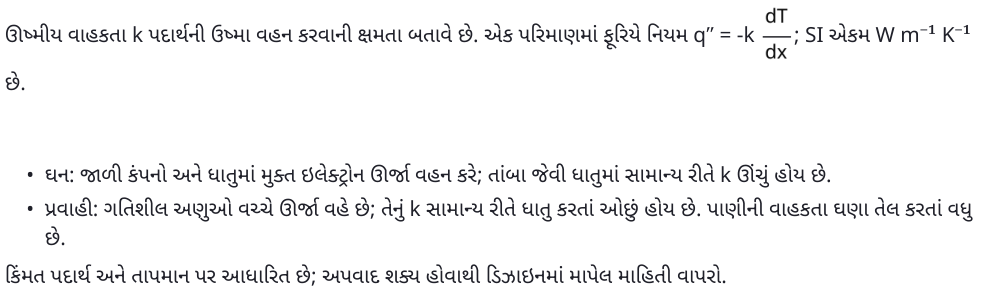 ઊષ્મીય વાહકતા k પદાર્થની ઉષ્મા વહન કરવાની ક્ષમતા બતાવે છે. એક પરિમાણમાં ફૂરિયે નિયમ q″ = -k dT/dx; SI એકમ W m⁻¹ K⁻¹
છે.
• ઘન: જાળી કંપનો અને ધાતુમાં મુક્ત ઇલેક્ટ્રોન ઊર્જા વહન કરે; તાંબા જેવી ધાતુમાં સામાન્ય રીતે k ઊંચું હોય છે.
• પ્રવાહી: ગતિશીલ અણુઓ વચ્ચે ઊર્જા વહે છે; તેનું k સામાન્ય રીતે ધાતુ કરતાં ઓછું હોય છે. પાણીની વાહકતા ઘણા તેલ કરતાં વધુ
છે.
કિંમત પદાર્થ અને તાપમાન પર આધારિત છે; અપવાદ શક્ય હોવાથી ડિઝાઇનમાં માપેલ માહિતી વાપરો.